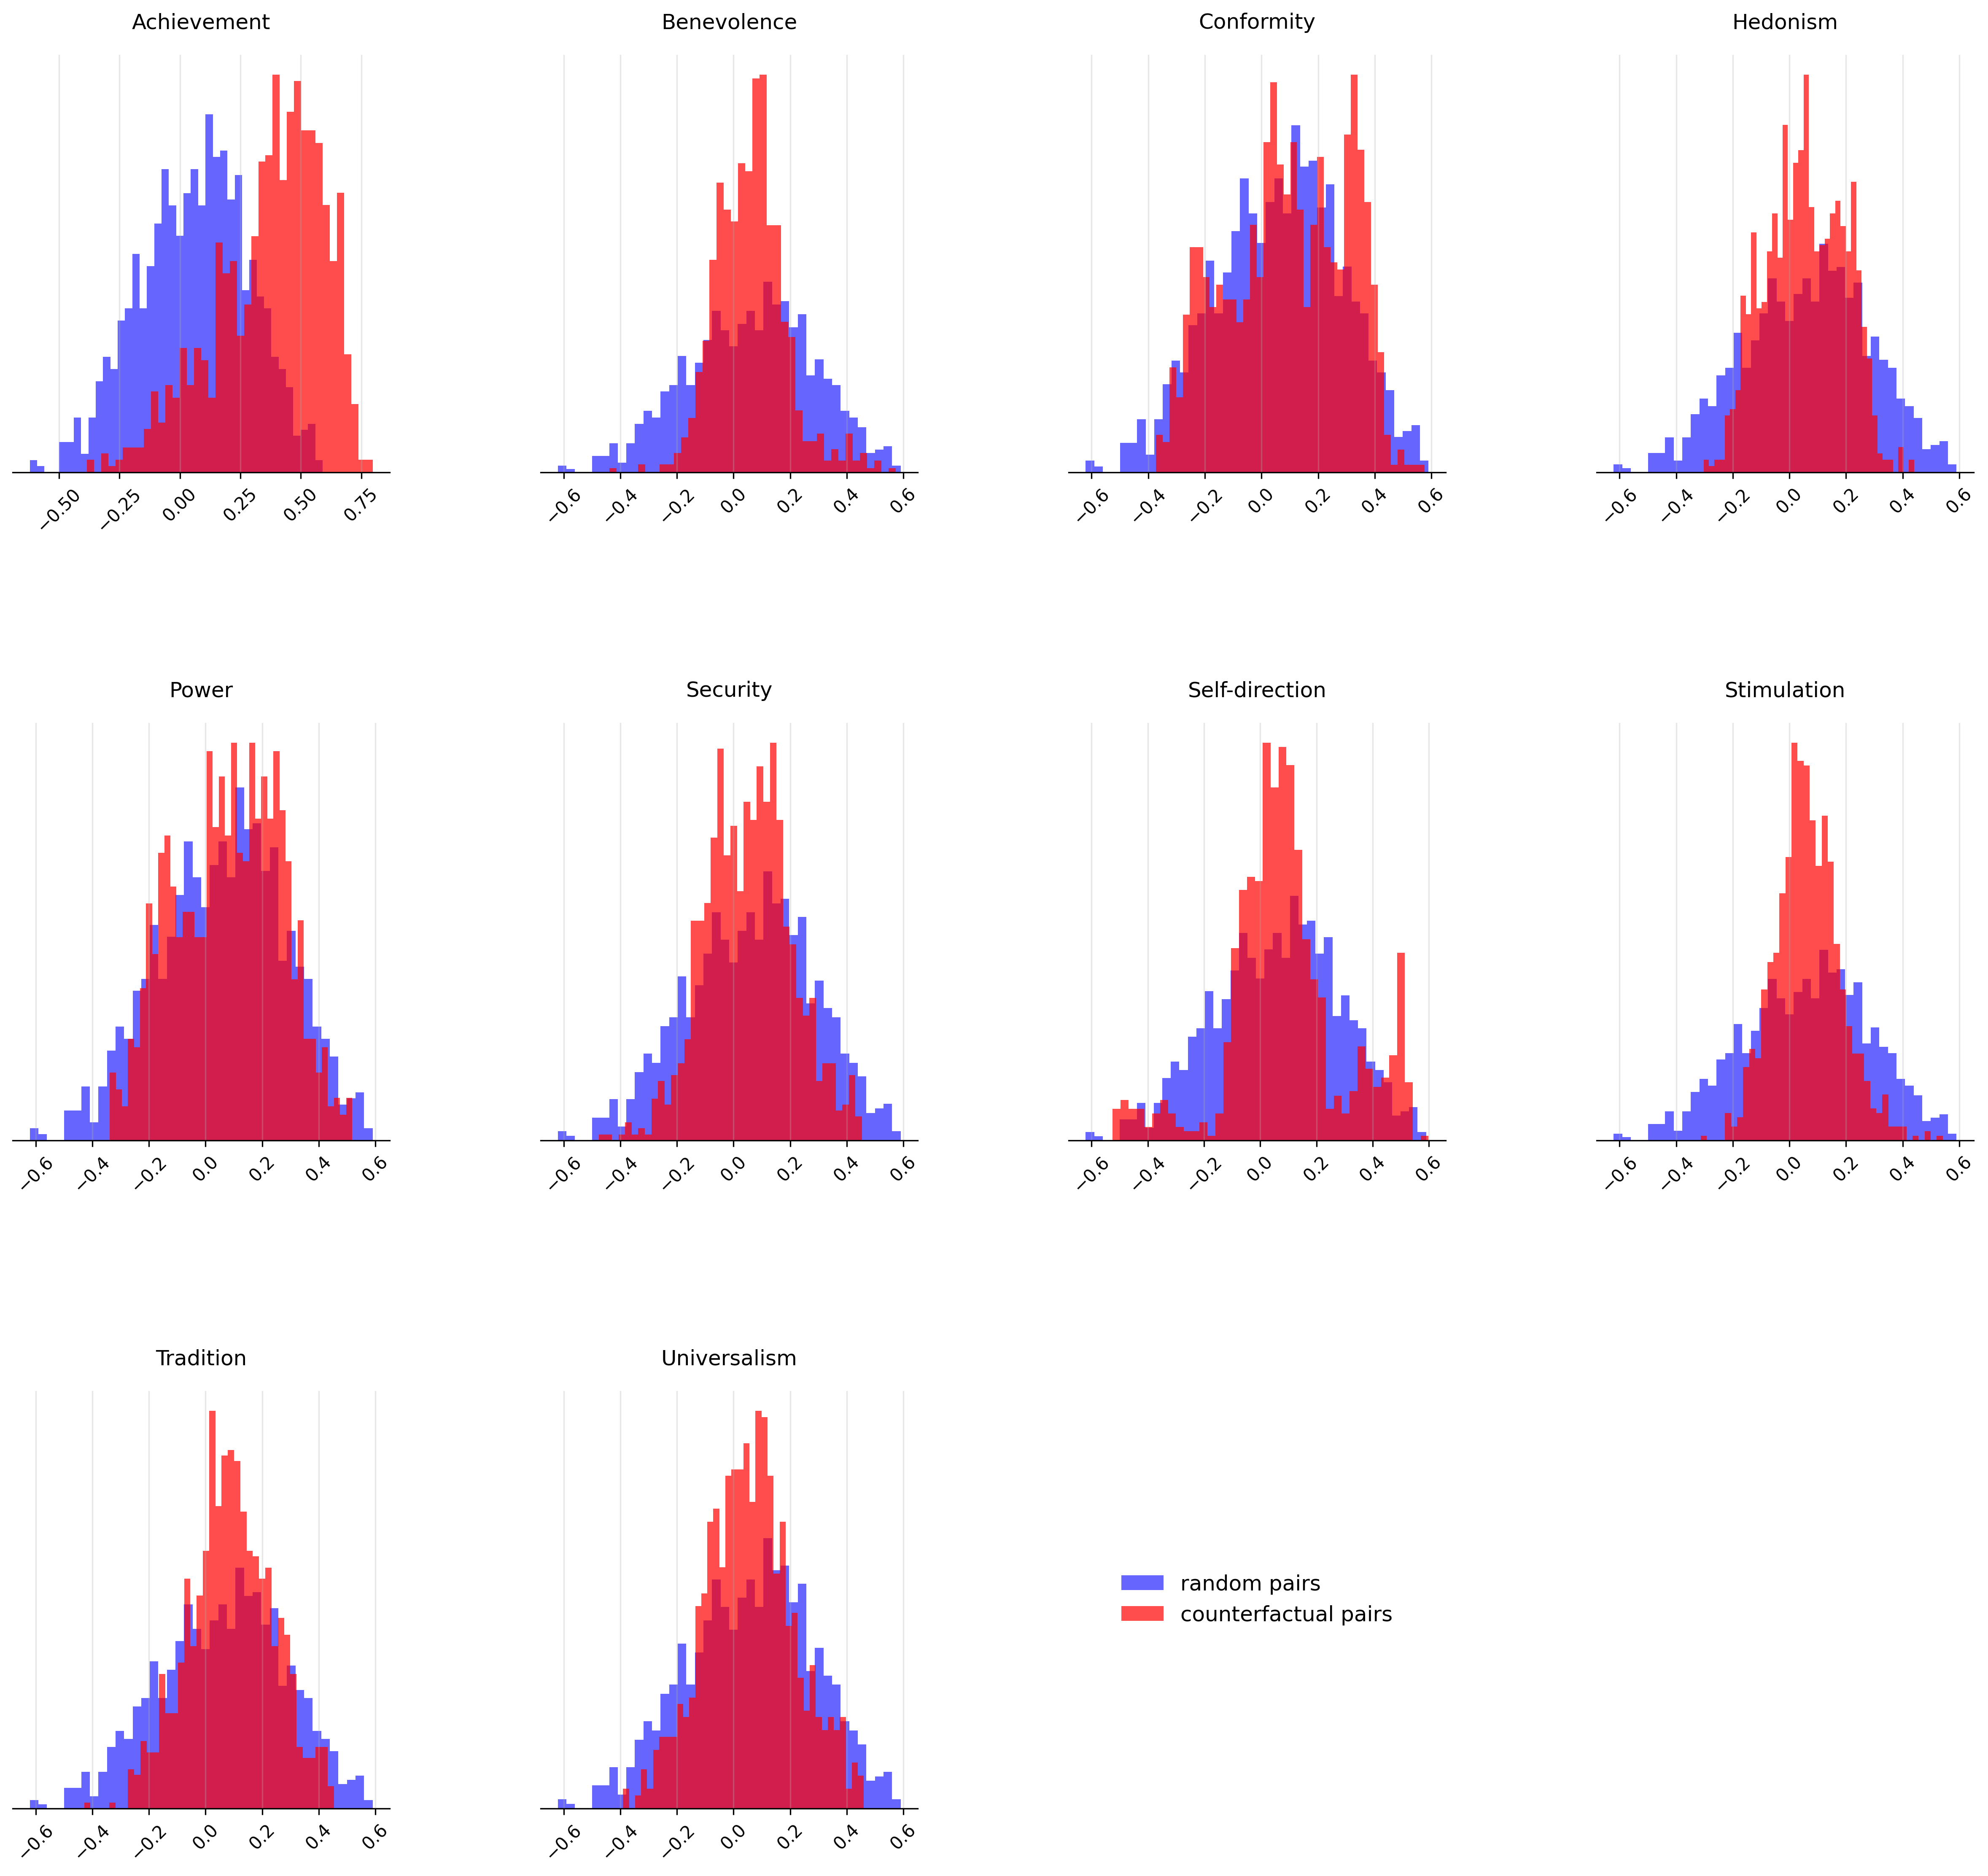 Achievement Benevolence Conformity Hedonism
−0.50 −0.25 0.00 0.25 0.50 0.75 −0.6 −0.4 −0.2 0.0 0.2 0.4 0.6 −0.6 −0.4 −0.2 0.0 0.2 0.4 0.6 −0.6 −0.4 −0.2 0.0 0.2 0.4 0.6
Power Security Self-direction Stimulation
−0.6 −0.4 −0.2 0.0 0.2 0.4 0.6 −0.6 −0.4 −0.2 0.0 0.2 0.4 0.6 −0.6 −0.4 −0.2 0.0 0.2 0.4 0.6 −0.6 −0.4 −0.2 0.0 0.2 0.4 0.6
Tradition Universalism
random pairs
counterfactual pairs
−0.6 −0.4 −0.2 0.0 0.2 0.4 0.6 −0.6 −0.4 −0.2 0.0 0.2 0.4 0.6